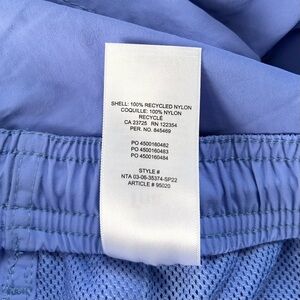 SHELL: 100% RECYCLED NYLON
COQUILLE: 100% NYLON
RECYCLÉ
CA 23725 RN 122354
PER. NO. 845469
PO 4500160482
PO 4500160483
PO 4500160484
STYLE #
NTA 03-06-35374-SP22
ARTICLE # 95020